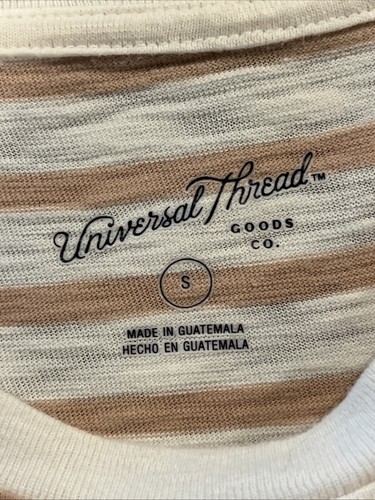 Universal Thread™
GOODS
CO.
S
MADE IN GUATEMALA
HECHO EN GUATEMALA